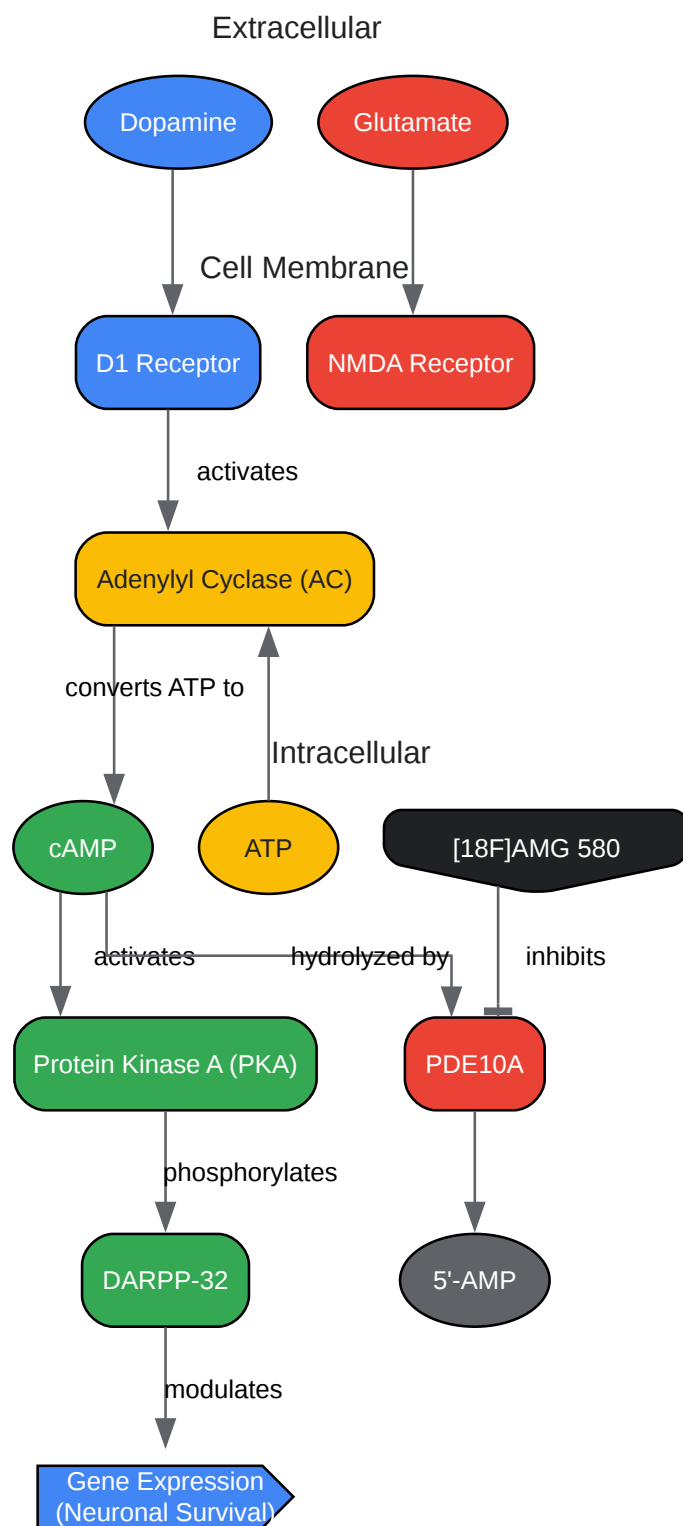 Extracellular
Dopamine
Glutamate
Cell Membrane
D1 Receptor
NMDA Receptor
activates
Adenylyl Cyclase (AC)
converts ATP to
Intracellular
cAMP
ATP
[18F]AMG 580
activates
hydrolyzed by
inhibits
Protein Kinase A (PKA)
PDE10A
phosphorylates
DARPP-32
5'-AMP
modulates
Gene Expression
(Neuronal Survival)